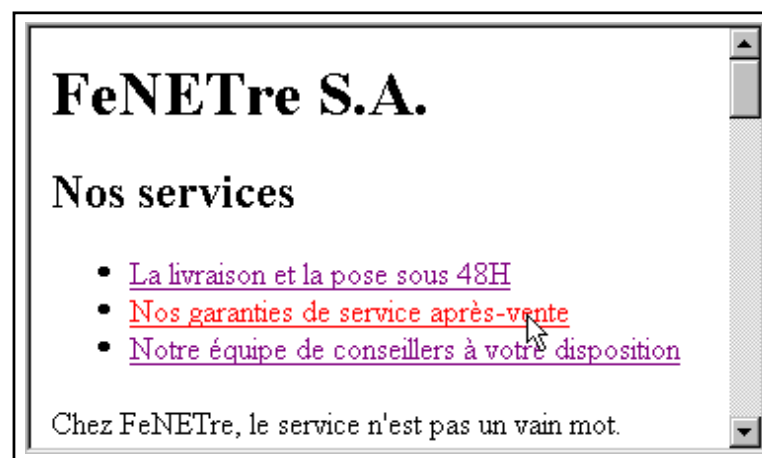 FeNETre S.A.
Nos services
La livraison et la pose sous 48H
Nos garanties de service après-vente
Notre équipe de conseillers à votre disposition
Chez FeNETre, le service n'est pas un vain mot.